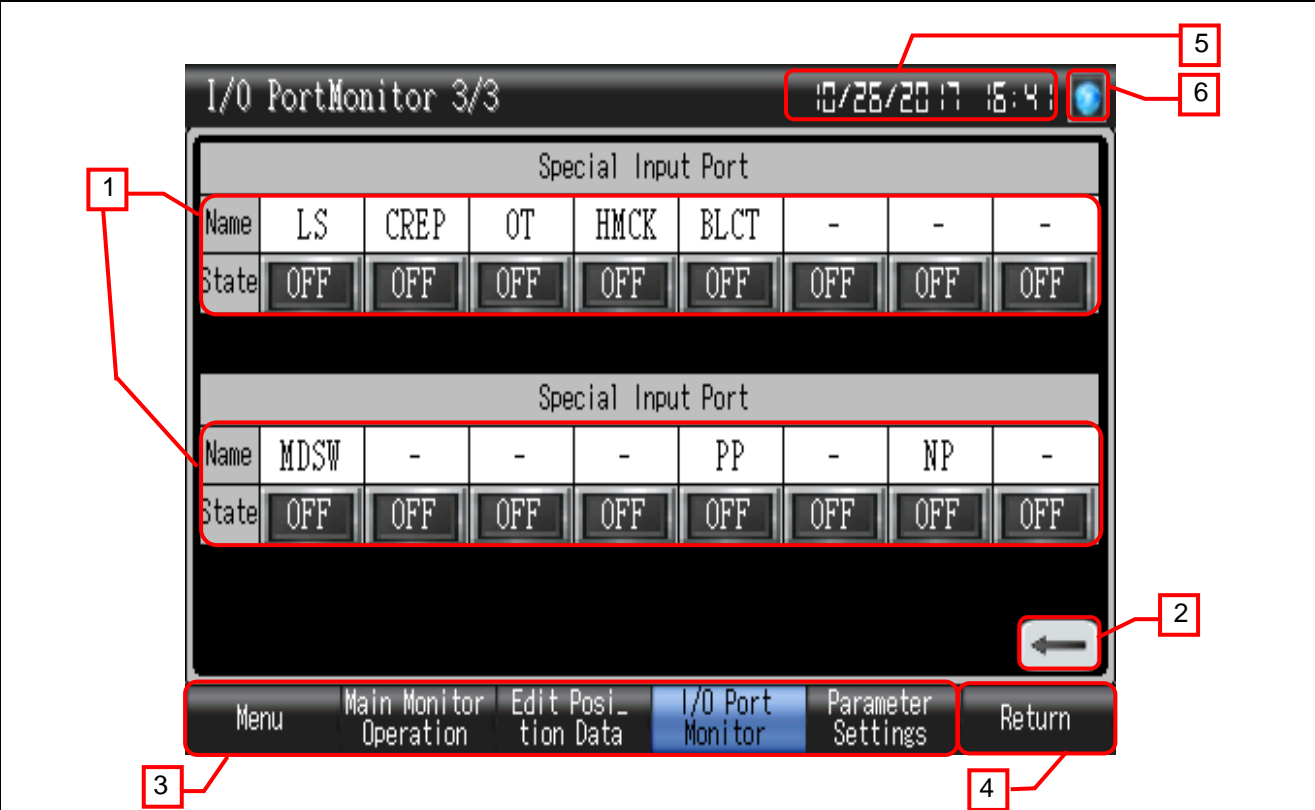 5
I/O PortMonitor 3/3 10/26/2017 16:41
6
Special Input Port
1
Name LS CREP OT HMCK BLCT - - -
State OFF OFF OFF OFF OFF OFF OFF OFF
Special Input Port
Name MDSW - - - PP - NP -
State OFF OFF OFF OFF OFF OFF OFF OFF
2
Menu Main Monitor Edit Posi_ I/O Port Parameter Return
Operation tion Data Monitor Settings
3
4